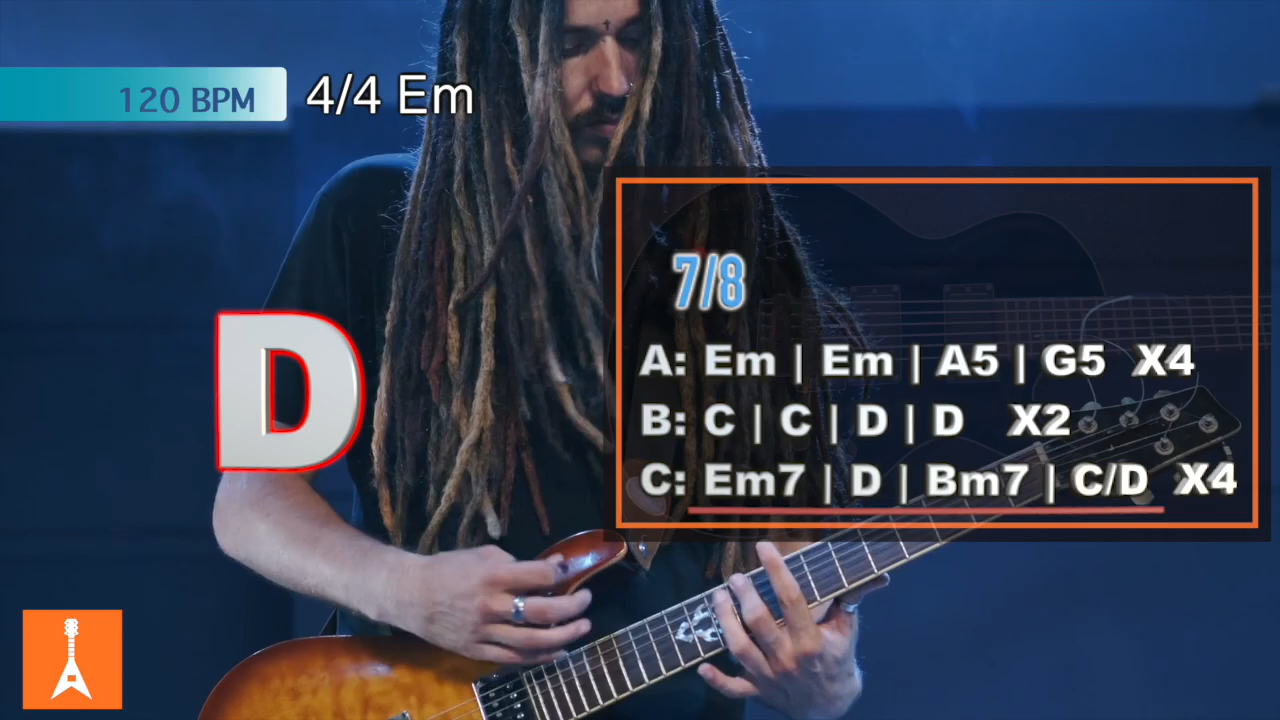 120 BPM 4/4 Em
7/8
D
A: Em | Em | A5 | G5 X4
B: C | C | D | D X2
C: Em7 | D | Bm7 | C/D X4